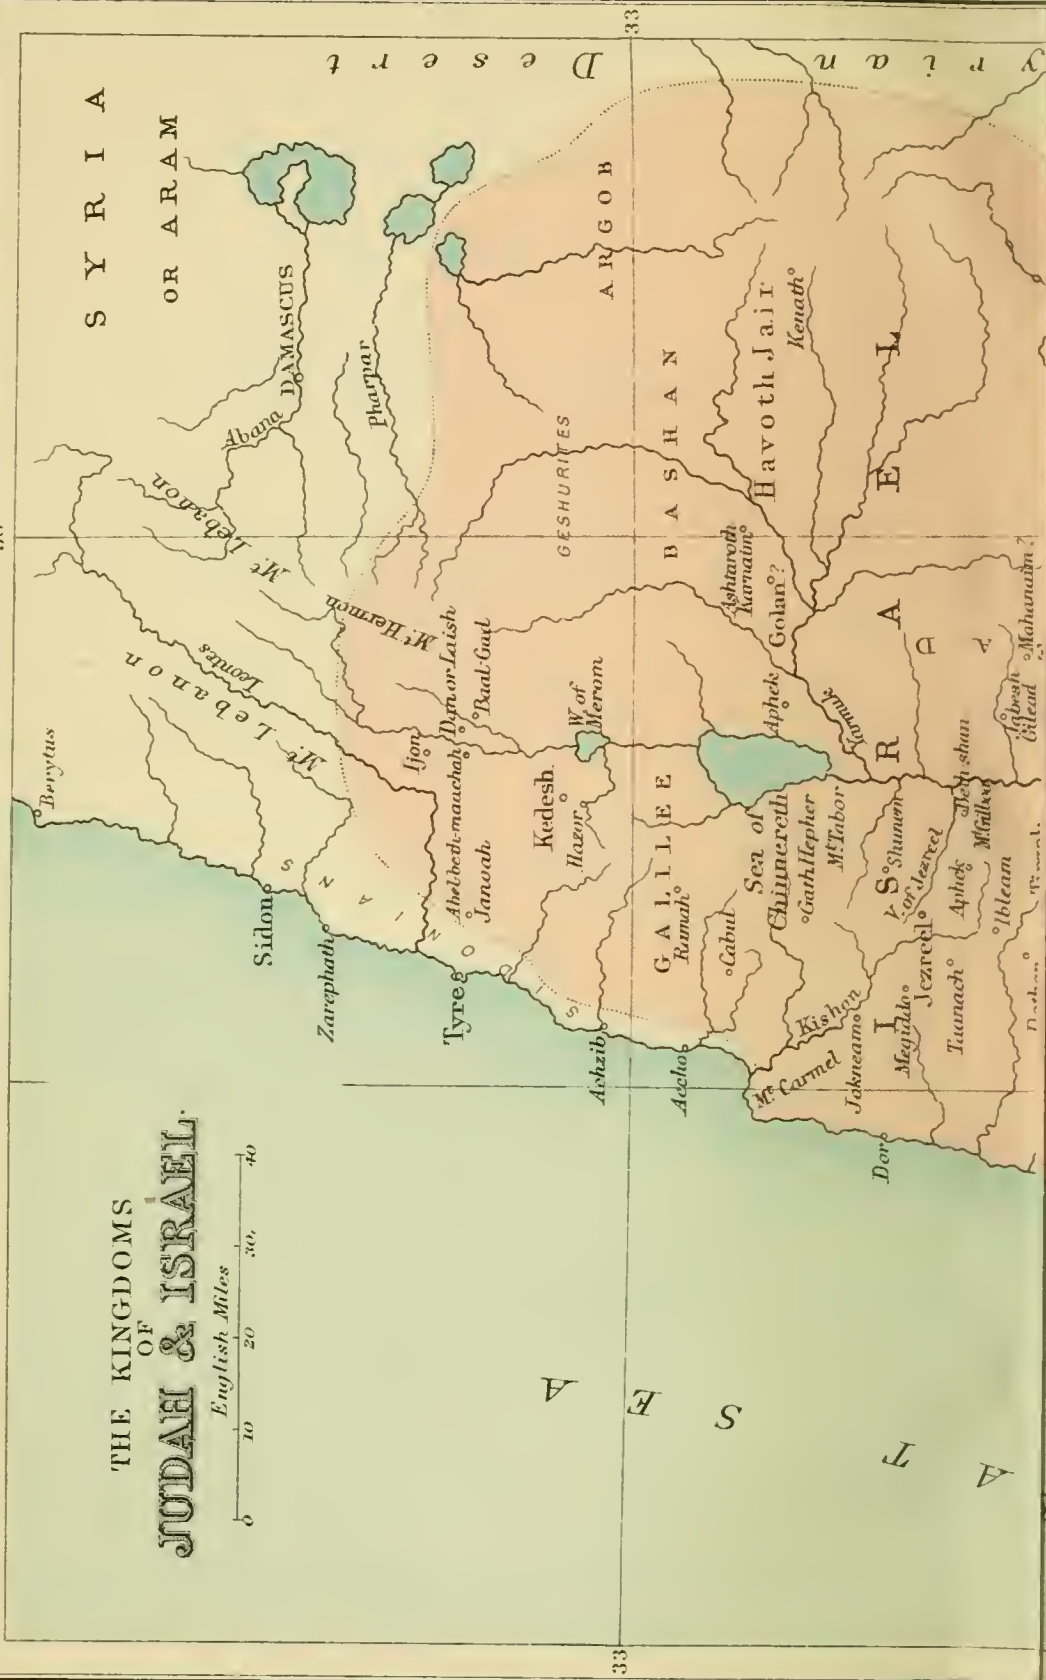 THE KINGDOMS
OF
JUDAH & ISRAEL.
English Miles
0 10 20 30 40
SYRIA
OR ARAM
Syrian Desert
33
33
Berytus
Mt. Lebanon
Leontes
Mt. Lebanon
Abana
DAMASCUS
Pharpar
Mt. Hermon
Sidon
Zarephath
SIDONIANS
Tyre
Ijon
Abel-beth-maachah
Dan or Laish
Janoah
Baal-Gad
GESHURITES
ARGOB
Kedesh
W. of
Merom
Hazor
Achzib
BASHAN
GALILEE
Ramah
Accho
Cabul
Sea of
Chinnereth
Aphek
Golan?
Ashtaroth
Karnaim
Havoth Jair
Kenath
Gath Hepher
Mt. Tabor
Yarmuk
Mt. Carmel
Kishon
Jokneam
Megiddo
ISRAEL
Shunem
V. of Jezreel
Jezreel
Dor
Taanach
Aphek
Beth-shan
Mt. Gilboa
Ibleam
Jabesh
Gilead
Mahanaim?
SEA